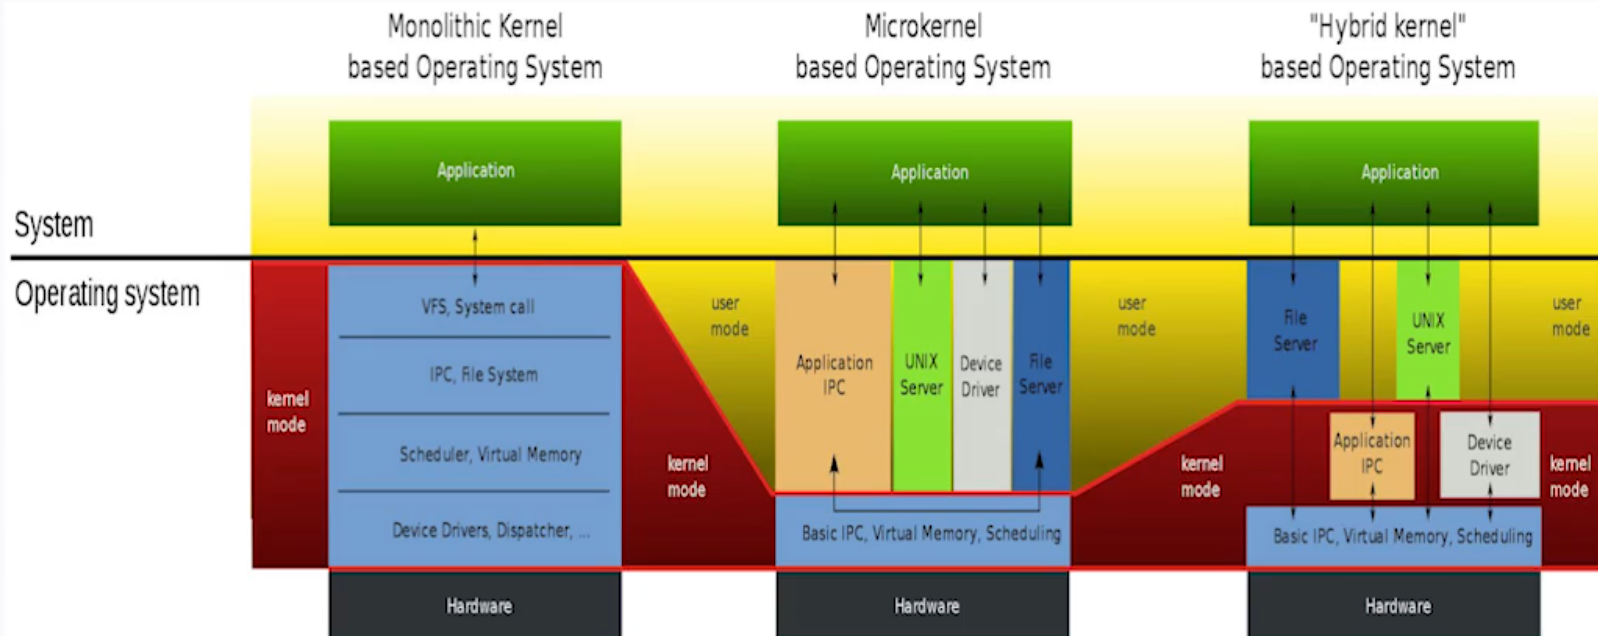 Monolithic Kernel
based Operating System
Microkernel
based Operating System
"Hybrid kernel"
based Operating System
System
Operating system
Application
VFS, System call
IPC, File System
Scheduler, Virtual Memory
Device Drivers, Dispatcher, ...
Hardware
kernel
mode
kernel
mode
user
mode
Application
Application
IPC
UNIX
Server
Device
Driver
File
Server
Basic IPC, Virtual Memory, Scheduling
Hardware
user
mode
kernel
mode
Application
File
Server
UNIX
Server
Application
IPC
Device
Driver
Basic IPC, Virtual Memory, Scheduling
Hardware
user
mode
kernel
mode